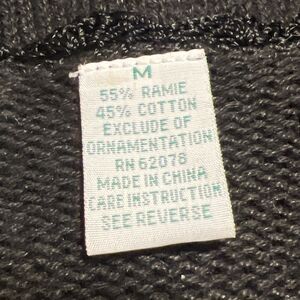 M
55% RAMIE
45% COTTON
EXCLUDE OF
ORNAMENTATION
RN 62078
MADE IN CHINA
CARE INSTRUCTION
SEE REVERSE